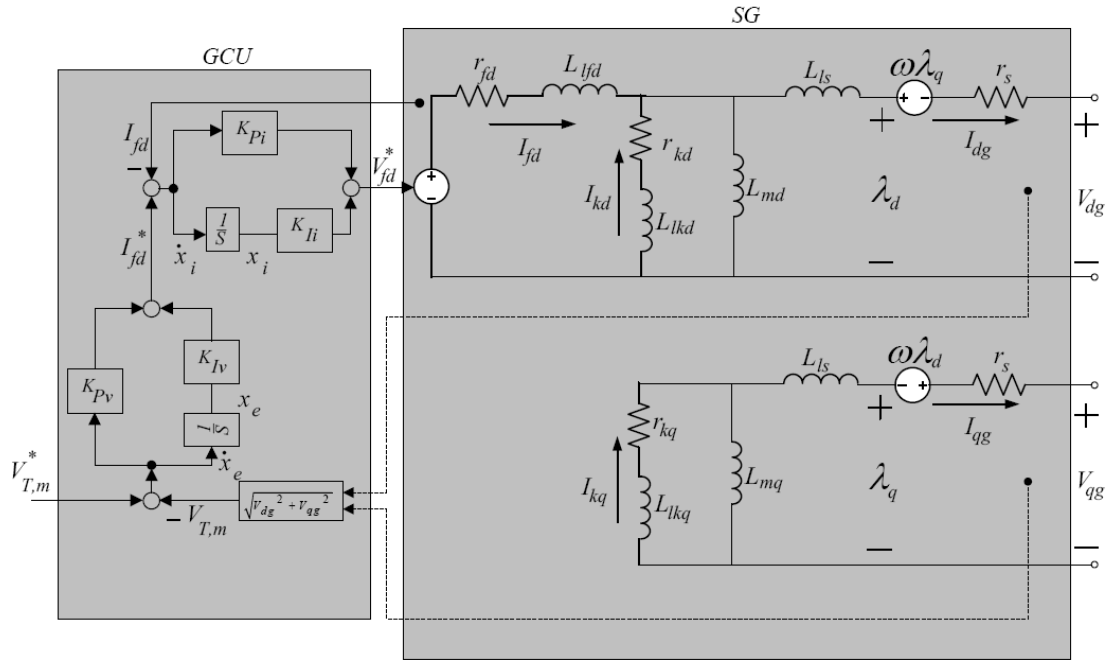 SG
GCU
r_fd
L_lfd
L_ls
ωλ_q
r_s
+ -
I_fd
K_Pi
I_fd
r_kd
+
I_dg
+
−
V*_fd
+
−
I_kd
L_md
λ_d
V_dg
I_fd*
1/S
K_Ii
L_lkd
ẋ_i
x_i
−
−
L_ls
ωλ_d
r_s
K_Iv
- +
K_Pv
+
I_qg
+
x_e
r_kq
1/S
I_kq
L_mq
λ_q
V_qg
V*_T,m
ẋ_e
L_lkq
√V_dg² + V_qg²
− V_T,m
−
−